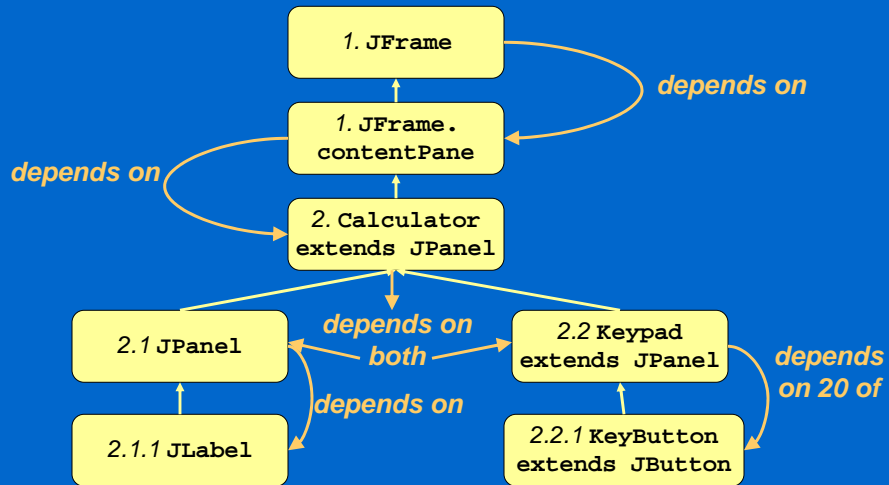 1. JFrame
depends on
1. JFrame.
contentPane
depends on
2. Calculator
extends JPanel
depends on
both
2.1 JPanel
2.2 Keypad
extends JPanel
depends
on 20 of
depends on
2.1.1 JLabel
2.2.1 KeyButton
extends JButton